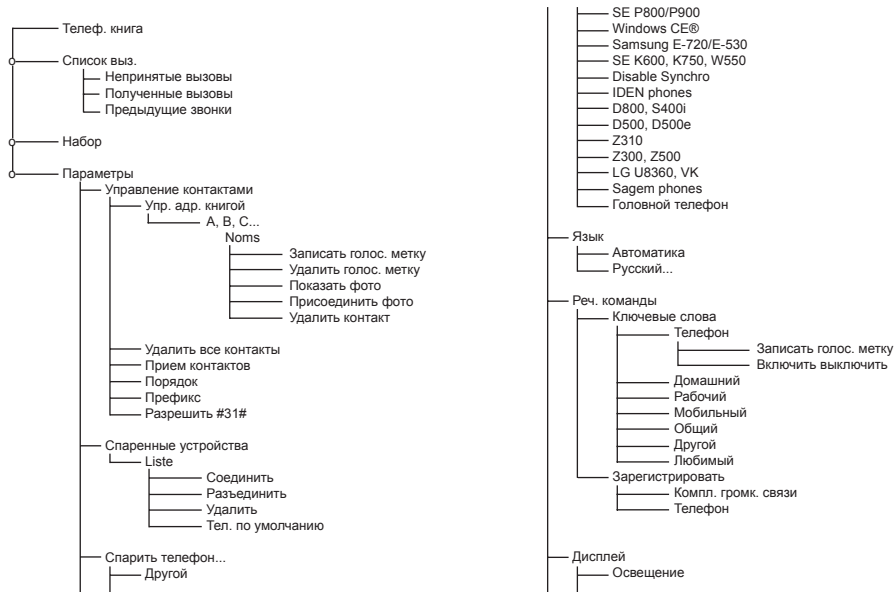 Телеф. книга
Список выз.
Непринятые вызовы
Полученные вызовы
Предыдущие звонки
Набор
Параметры
Управление контактами
Упр. адр. книгой
A, B, C...
Noms
Записать голос. метку
Удалить голос. метку
Показать фото
Присоединить фото
Удалить контакт
Удалить все контакты
Прием контактов
Порядок
Префикс
Разрешить #31#
Спаренные устройства
Liste
Соединить
Разъединить
Удалить
Тел. по умолчанию
Спарить телефон...
Другой
SE P800/P900
Windows CE®
Samsung E-720/E-530
SE K600, K750, W550
Disable Synchro
IDEN phones
D800, S400i
D500, D500e
Z310
Z300, Z500
LG U8360, VK
Sagem phones
Головной телефон
Язык
Автоматика
Русский...
Реч. команды
Ключевые слова
Телефон
Записать голос. метку
Включить выключить
Домашний
Рабочий
Мобильный
Общий
Другой
Любимый
Зарегистрировать
Компл. громк. связи
Телефон
Дисплей
Освещение